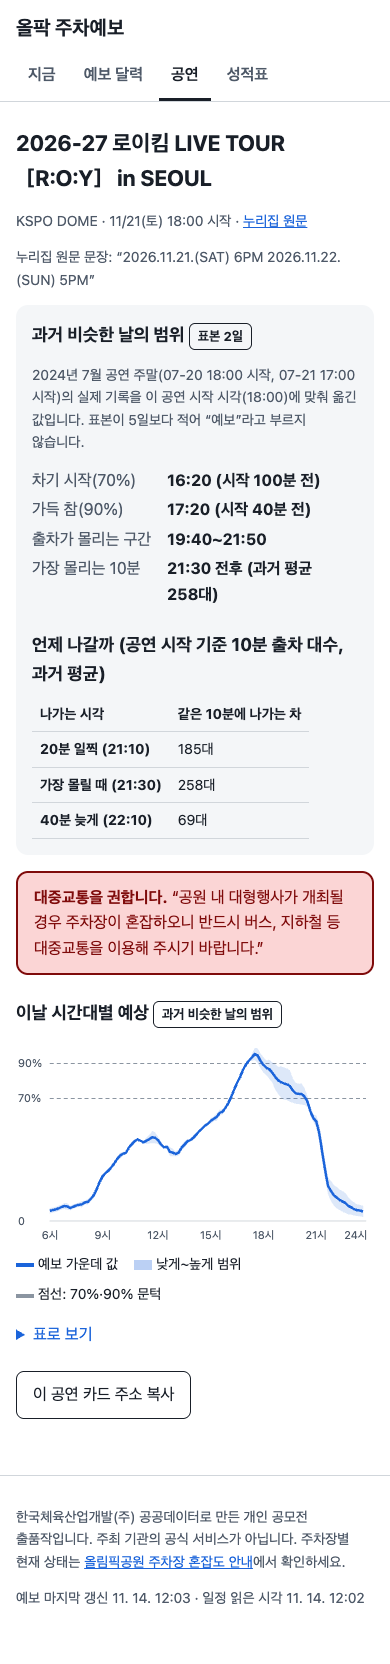 올팍 주차예보
지금 예보 달력 공연 성적표
2026-27 로이킴 LIVE TOUR
［R:O:Y］ in SEOUL
KSPO DOME · 11/21(토) 18:00 시작 · 누리집 원문
누리집 원문 문장: “2026.11.21.(SAT) 6PM 2026.11.22.
(SUN) 5PM”
과거 비슷한 날의 범위 표본 2일
2024년 7월 공연 주말(07-20 18:00 시작, 07-21 17:00
시작)의 실제 기록을 이 공연 시작 시각(18:00)에 맞춰 옮긴
값입니다. 표본이 5일보다 적어 “예보”라고 부르지
않습니다.
차기 시작(70%) 16:20 (시작 100분 전)
가득 참(90%) 17:20 (시작 40분 전)
출차가 몰리는 구간 19:40~21:50
가장 몰리는 10분 21:30 전후 (과거 평균
258대)
언제 나갈까 (공연 시작 기준 10분 출차 대수,
과거 평균)
나가는 시각 같은 10분에 나가는 차
20분 일찍 (21:10) 185대
가장 몰릴 때 (21:30) 258대
40분 늦게 (22:10) 69대
대중교통을 권합니다. “공원 내 대형행사가 개최될
경우 주차장이 혼잡하오니 반드시 버스, 지하철 등
대중교통을 이용해 주시기 바랍니다.”
이날 시간대별 예상 과거 비슷한 날의 범위
90%
70%
0
6시 9시 12시 15시 18시 21시 24시
예보 가운데 값 낮게~높게 범위
점선: 70%·90% 문턱
▶ 표로 보기
이 공연 카드 주소 복사
한국체육산업개발(주) 공공데이터로 만든 개인 공모전
출품작입니다. 주최 기관의 공식 서비스가 아닙니다. 주차장별
현재 상태는 올림픽공원 주차장 혼잡도 안내에서 확인하세요.
예보 마지막 갱신 11. 14. 12:03 · 일정 읽은 시각 11. 14. 12:02